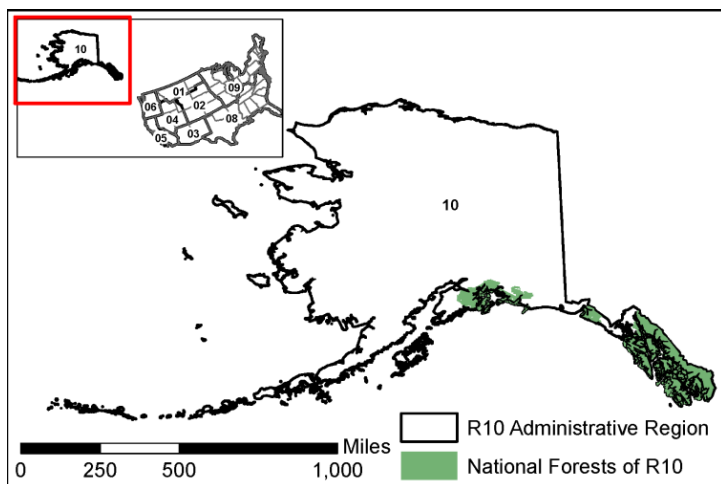 10
01
09
06
02
04
08
05
03
10
Miles
0 250 500 1,000
R10 Administrative Region
National Forests of R10